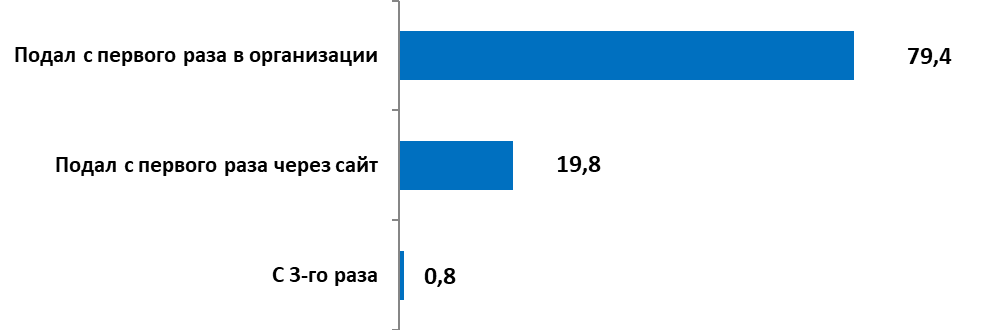 Подал с первого раза в организации 79,4
Подал с первого раза через сайт 19,8
С 3-го раза 0,8